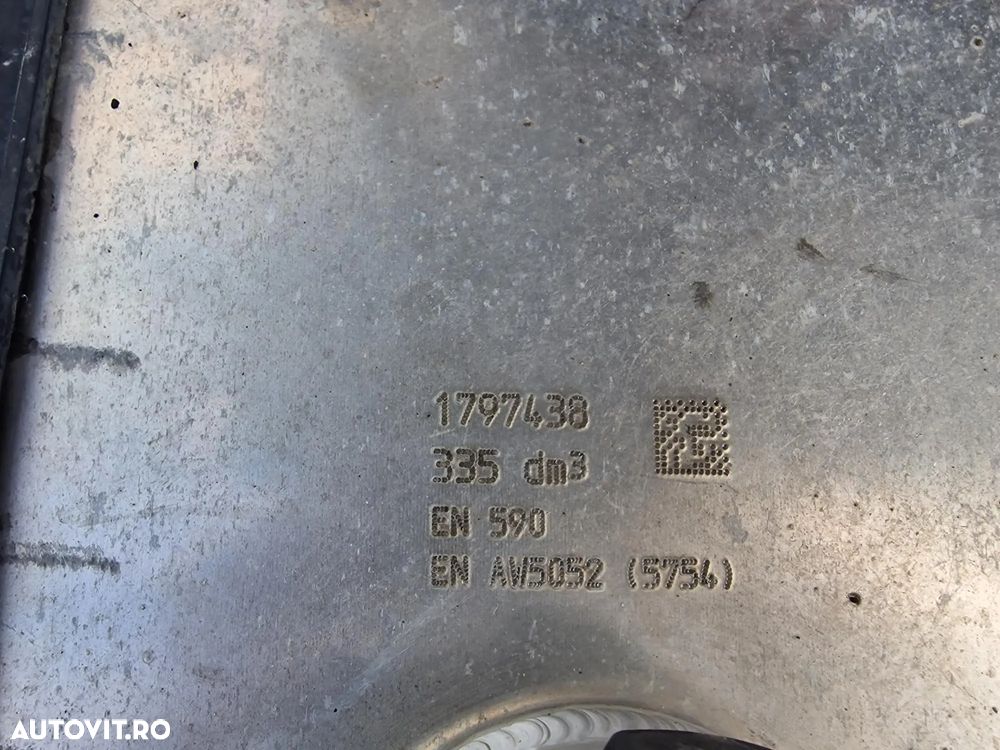 1797438
335 dm3
EN 590
EN AW5052 (5754)
AUTOVIT.RO